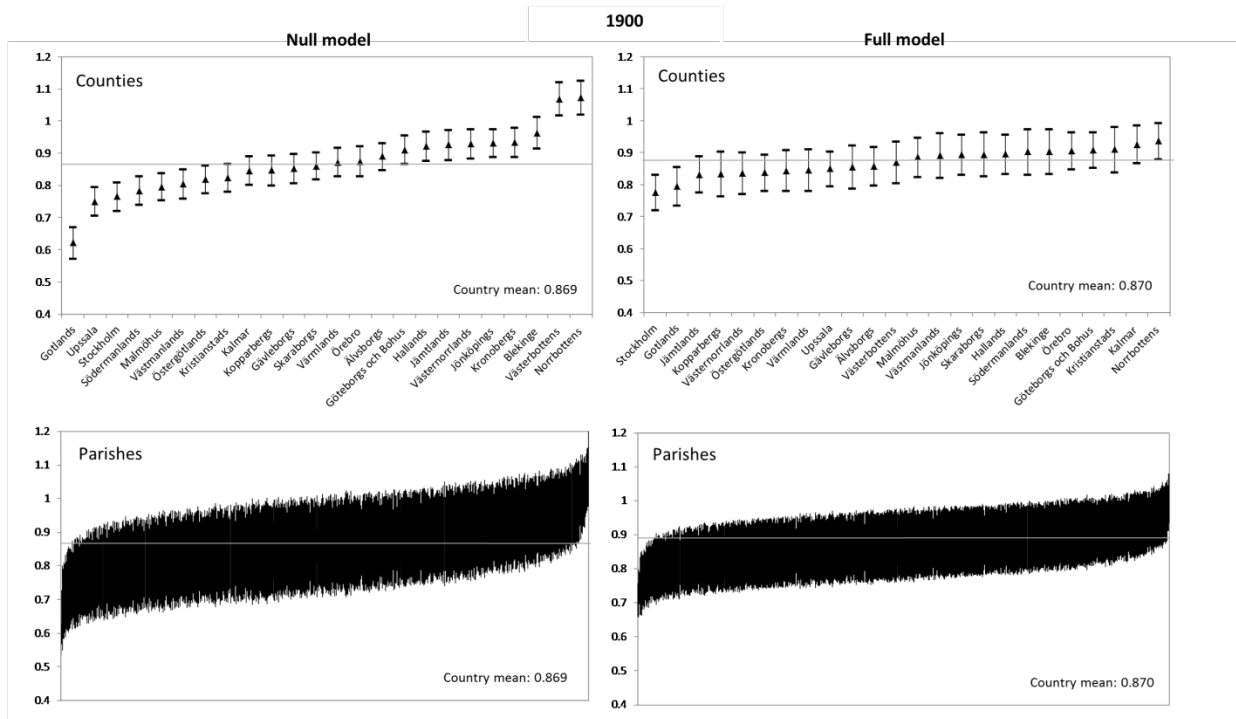 1900
Null model
Full model
1.2
1.1
1
0.9
0.8
0.7
0.6
0.5
0.4
Counties
Country mean: 0.869
Gotlands
Upssala
Stockholm
Södermanlands
Malmöhus
Västmanlands
Östergötlands
Kristianstads
Kalmar
Kopparbergs
Gävleborgs
Skaraborgs
Värmlands
Örebro
Älvsborgs
Göteborgs och Bohus
Hallands
Jämtlands
Västernorrlands
Jönköpings
Kronobergs
Blekinge
Västerbottens
Norrbottens
1.2
1.1
1
0.9
0.8
0.7
0.6
0.5
0.4
Counties
Country mean: 0.870
Stockholm
Gotlands
Jämtlands
Kopparbergs
Västernorrlands
Östergötlands
Kronobergs
Värmlands
Upssala
Gävleborgs
Älvsborgs
Västerbottens
Malmöhus
Västmanlands
Jönköpings
Skaraborgs
Hallands
Södermanlands
Blekinge
Örebro
Göteborgs och Bohus
Kristianstads
Kalmar
Norrbottens
1.2
1.1
1
0.9
0.8
0.7
0.6
0.5
0.4
Parishes
Country mean: 0.869
1.2
1.1
1
0.9
0.8
0.7
0.6
0.5
0.4
Parishes
Country mean: 0.870